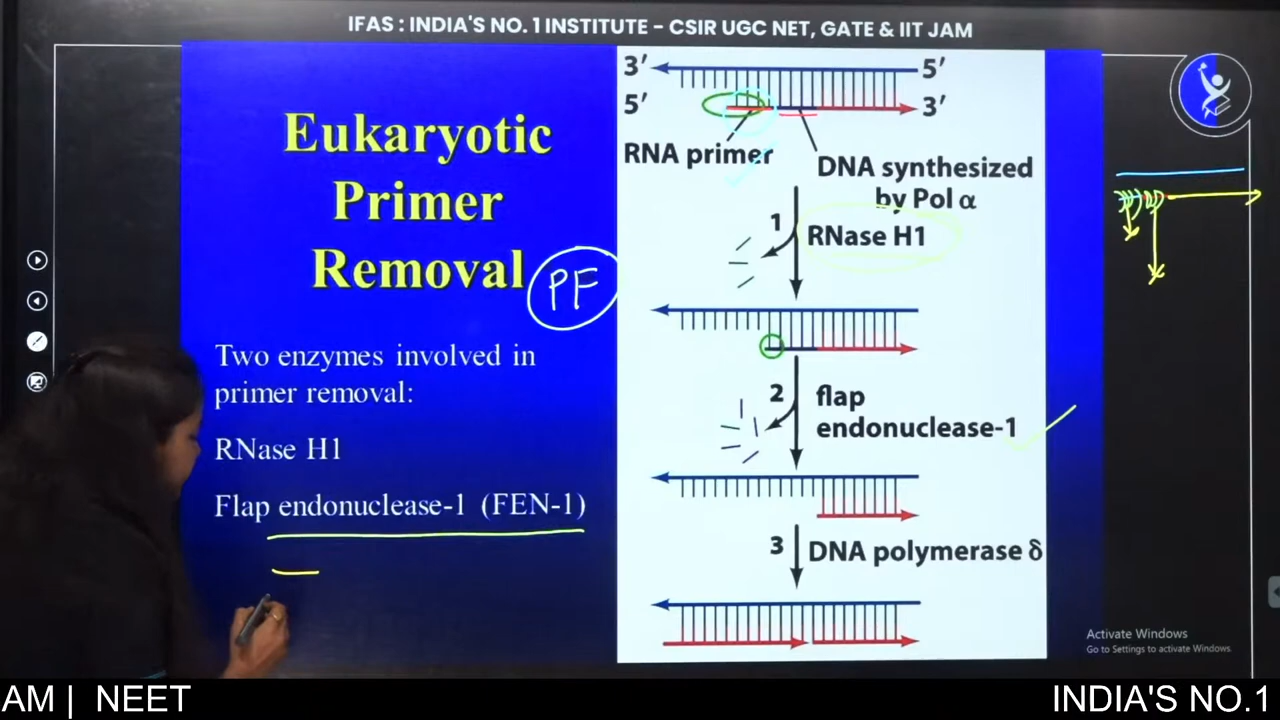 IFAS : INDIA'S NO. 1 INSTITUTE – CSIR UGC NET, GATE & IIT JAM
Eukaryotic
Primer
Removal
PF
Two enzymes involved in
primer removal:
RNase H1
Flap endonuclease-1 (FEN-1)
3′ 5′
5′ 3′
RNA primer
DNA synthesized
by Pol α
1 RNase H1
2 flap
endonuclease-1
3 DNA polymerase δ
Activate Windows
Go to Settings to activate Windows.
AM | NEET
INDIA'S NO.1